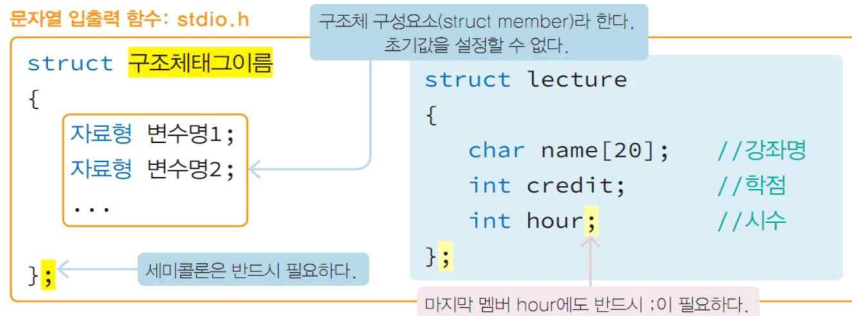 문자열 입출력 함수: stdio.h
구조체 구성요소(struct member)라 한다.
초기값을 설정할 수 없다.
struct 구조체태그이름
{
자료형 변수명1;
자료형 변수명2;
...
};
세미콜론은 반드시 필요하다.
struct lecture
{
char name[20]; //강좌명
int credit; //학점
int hour; //시수
};
마지막 멤버 hour에도 반드시 ;이 필요하다.